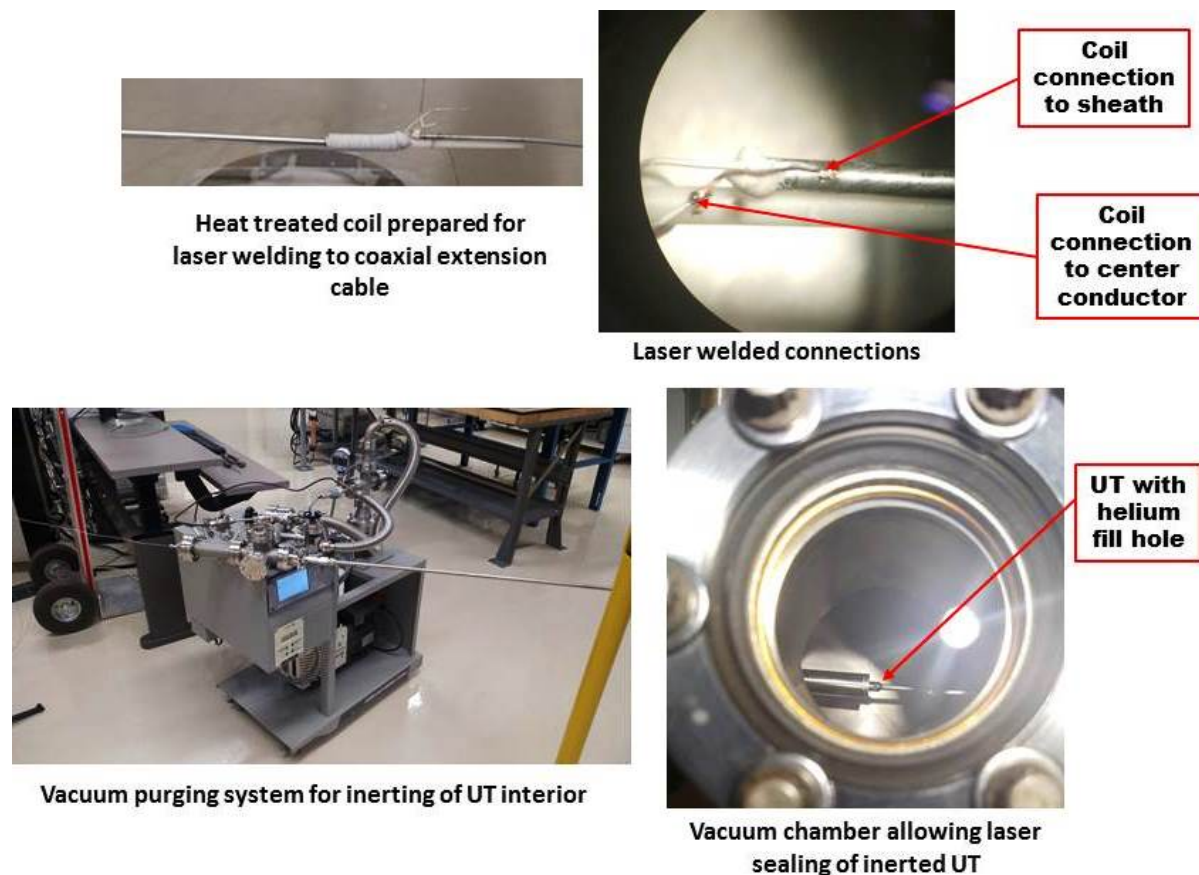 Coil
connection
to sheath
Heat treated coil prepared for
laser welding to coaxial extension
cable
Coil
connection
to center
conductor
Laser welded connections
UT with
helium
fill hole
Vacuum purging system for inerting of UT interior
Vacuum chamber allowing laser
sealing of inerted UT